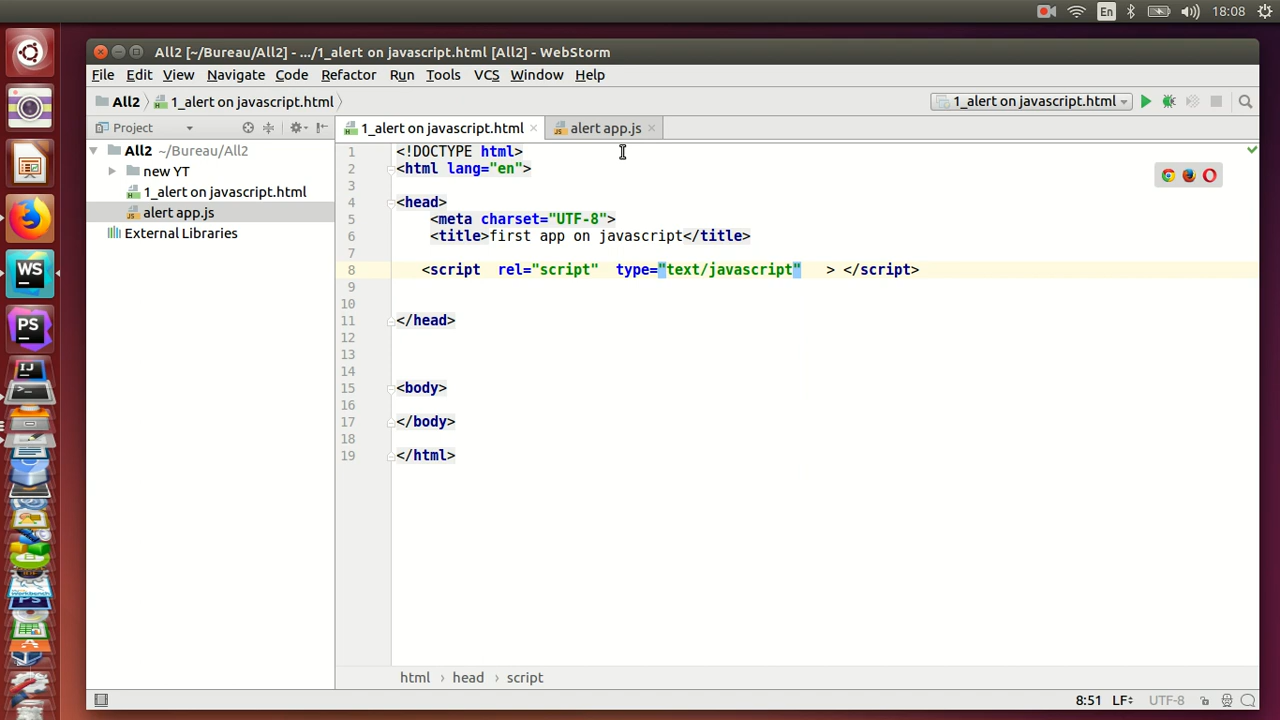 En 18:08
All2 [~/Bureau/All2] - .../1_alert on javascript.html [All2] - WebStorm
File Edit View Navigate Code Refactor Run Tools VCS Window Help
All2 1_alert on javascript.html 1_alert on javascript.html
Project 1_alert on javascript.html alert app.js
All2 ~/Bureau/All2
new YT
1_alert on javascript.html
alert app.js
External Libraries
1 <!DOCTYPE html>
2 <html lang="en">
3
4 <head>
5 <meta charset="UTF-8">
6 <title>first app on javascript</title>
7
8 <script rel="script" type="text/javascript" > </script>
9
10
11 </head>
12
13
14
15 <body>
16
17 </body>
18
19 </html>
WS
PS
IJ
html › head › script
8:51 LF UTF-8